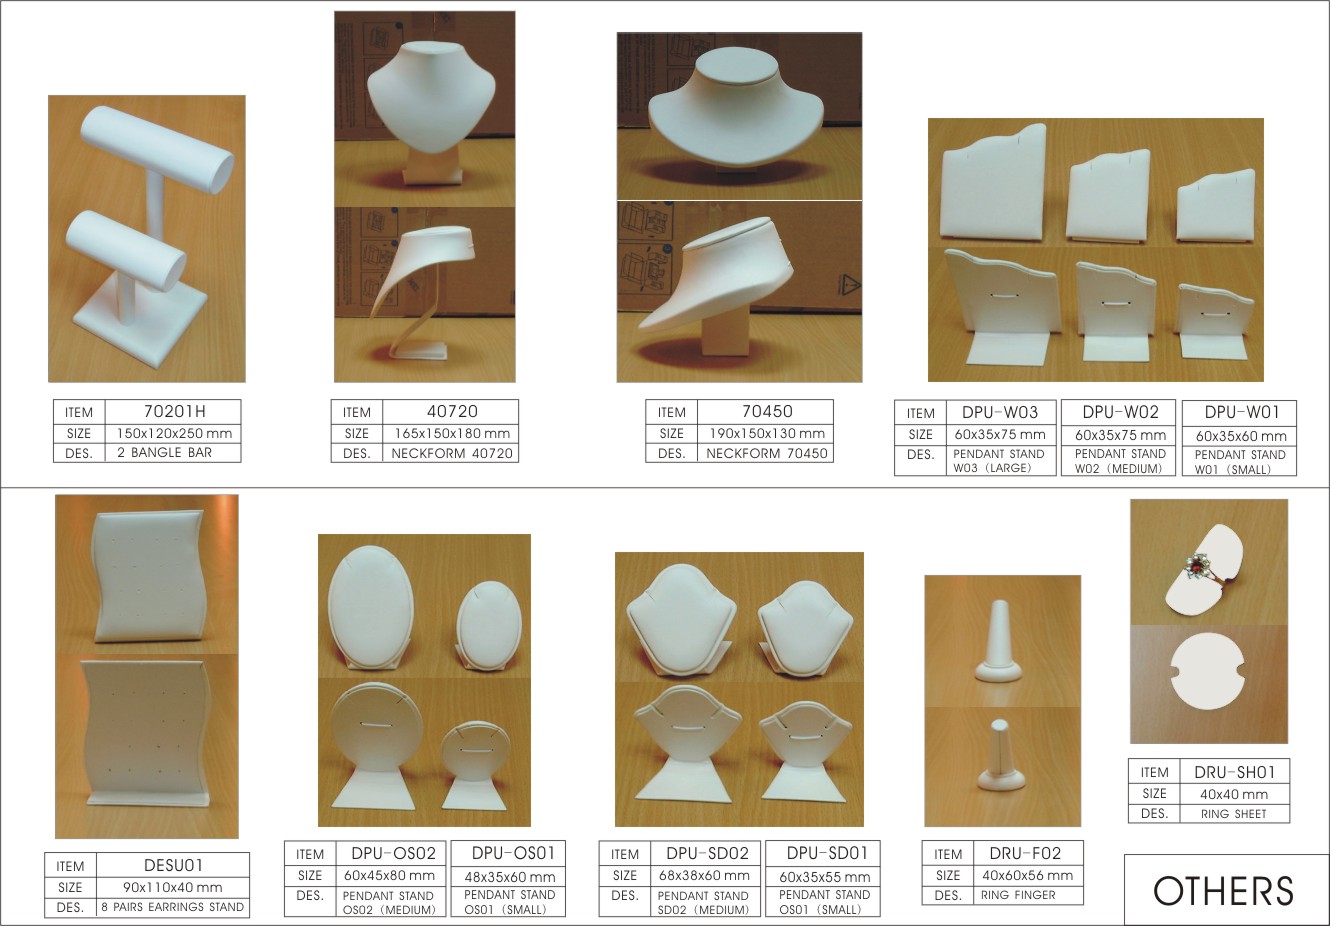 ITEM 70201H
SIZE 150x120x250 mm
DES. 2 BANGLE BAR
ITEM 40720
SIZE 165x150x180 mm
DES. NECKFORM 40720
ITEM 70450
SIZE 190x150x130 mm
DES. NECKFORM 70450
ITEM DPU-W03 DPU-W02 DPU-W01
SIZE 60x35x75 mm 60x35x75 mm 60x35x60 mm
DES. PENDANT STAND PENDANT STAND PENDANT STAND
W03 (LARGE) W02 (MEDIUM) W01 (SMALL)
ITEM DESU01
SIZE 90x110x40 mm
DES. 8 PAIRS EARRINGS STAND
ITEM DPU-OS02 DPU-OS01
SIZE 60x45x80 mm 48x35x60 mm
DES. PENDANT STAND PENDANT STAND
OS02 (MEDIUM) OS01 (SMALL)
ITEM DPU-SD02 DPU-SD01
SIZE 68x38x60 mm 60x35x55 mm
DES. PENDANT STAND PENDANT STAND
SD02 (MEDIUM) OS01 (SMALL)
ITEM DRU-F02
SIZE 40x60x56 mm
DES. RING FINGER
ITEM DRU-SH01
SIZE 40x40 mm
DES. RING SHEET
OTHERS